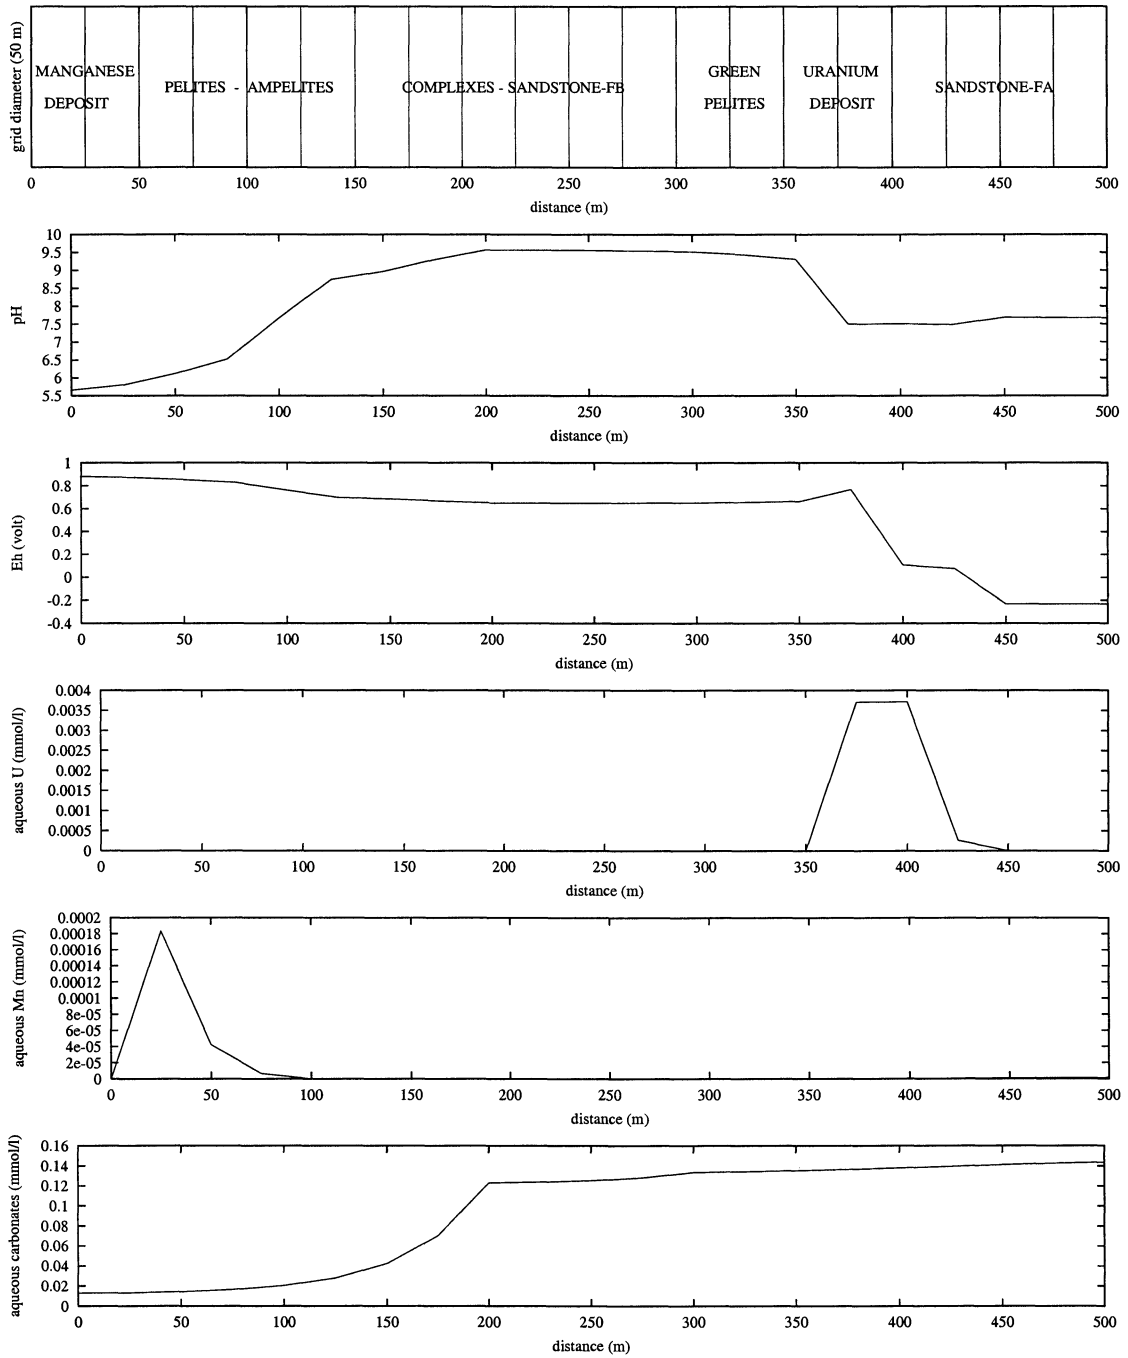 grid diameter (50 m)
MANGANESE
DEPOSIT
PELITES - AMPELITES
COMPLEXES - SANDSTONE-FB
GREEN
PELITES
URANIUM
DEPOSIT
SANDSTONE-FA
0 50 100 150 200 250 300 350 400 450 500
distance (m)
pH
10
9.5
9
8.5
8
7.5
7
6.5
6
5.5
0 50 100 150 200 250 300 350 400 450 500
distance (m)
Eh (volt)
1
0.8
0.6
0.4
0.2
0
-0.2
-0.4
0 50 100 150 200 250 300 350 400 450 500
distance (m)
aqueous U (mmol/l)
0.004
0.0035
0.003
0.0025
0.002
0.0015
0.001
0.0005
0
0 50 100 150 200 250 300 350 400 450 500
distance (m)
aqueous Mn (mmol/l)
0.0002
0.00018
0.00016
0.00014
0.00012
0.0001
8e-05
6e-05
4e-05
2e-05
0
0 50 100 150 200 250 300 350 400 450 500
distance (m)
aqueous carbonates (mmol/l)
0.16
0.14
0.12
0.1
0.08
0.06
0.04
0.02
0
0 50 100 150 200 250 300 350 400 450 500
distance (m)